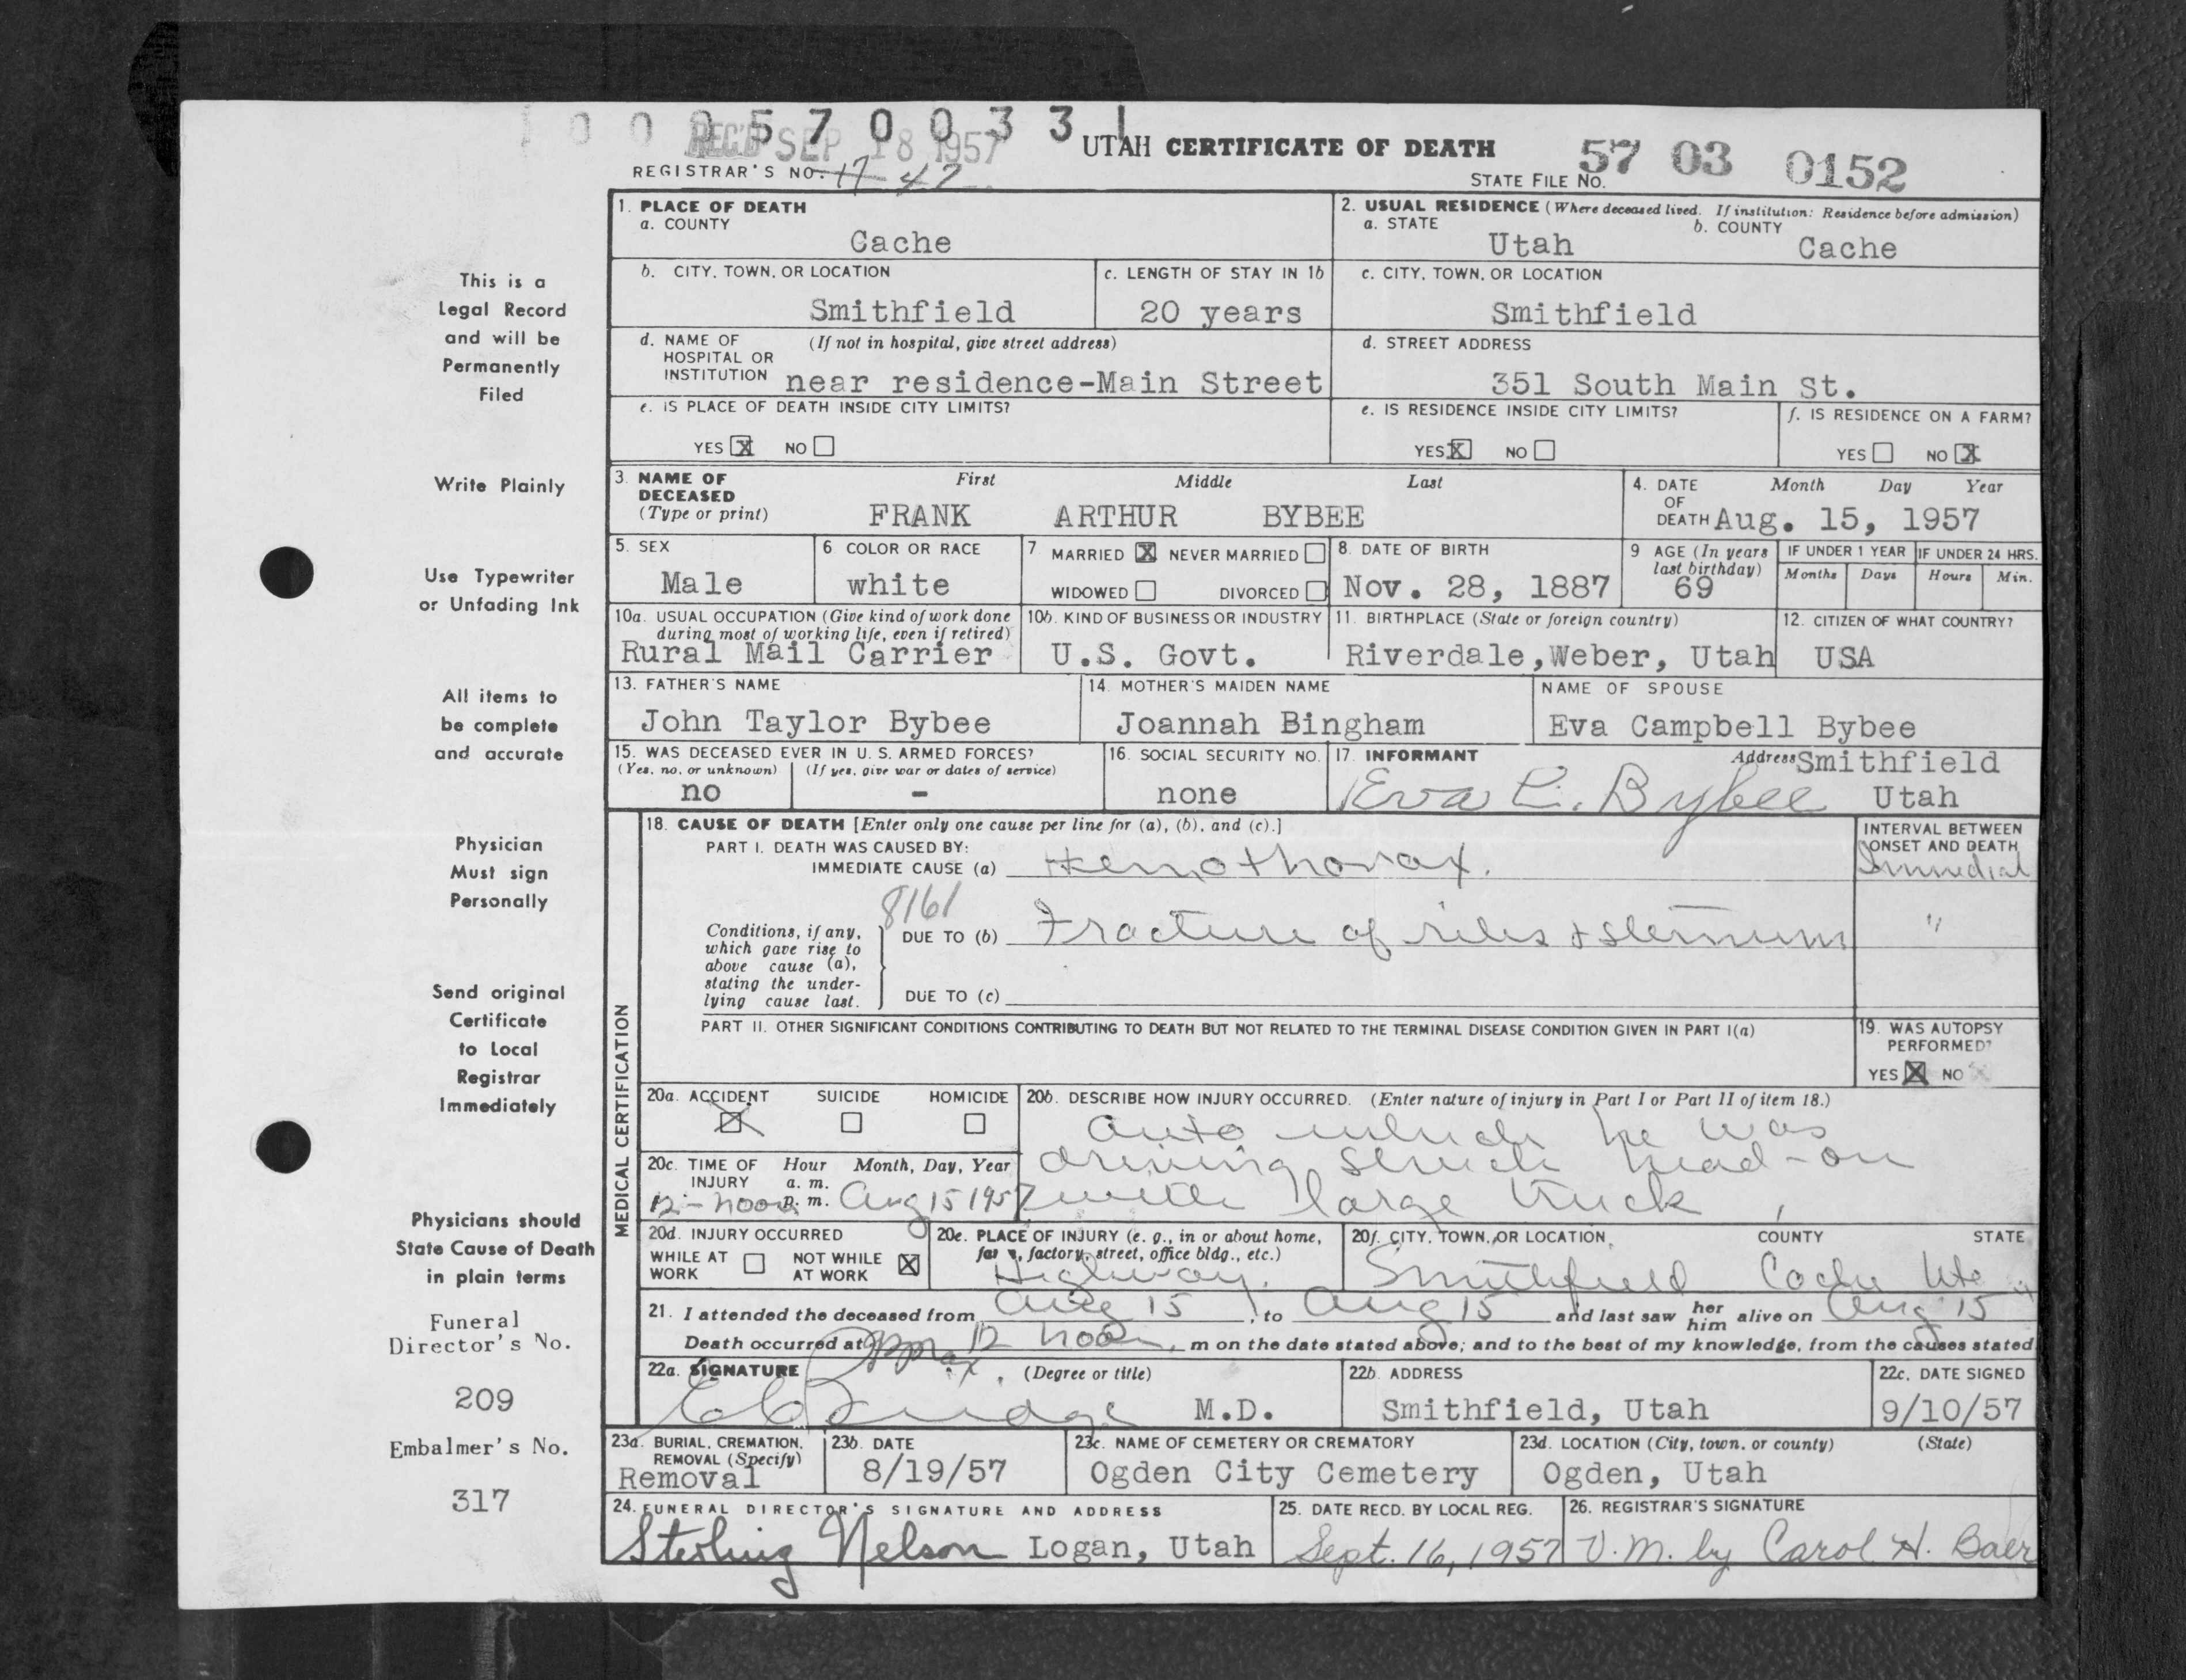 1 0 0 0 5 7 0 0 3 3 1
REC'D SEP 18 1957
UTAH CERTIFICATE OF DEATH
REGISTRAR'S NO. 17 47
STATE FILE NO. 57 03 0152
1. PLACE OF DEATH
a. COUNTY
Cache
2. USUAL RESIDENCE (Where deceased lived. If institution: Residence before admission)
a. STATE b. COUNTY
Utah Cache
b. CITY, TOWN, OR LOCATION
Smithfield
c. LENGTH OF STAY IN 1b
20 years
c. CITY, TOWN, OR LOCATION
Smithfield
d. NAME OF (If not in hospital, give street address)
HOSPITAL OR
INSTITUTION near residence-Main Street
d. STREET ADDRESS
351 South Main St.
e. IS PLACE OF DEATH INSIDE CITY LIMITS?
YES X NO
e. IS RESIDENCE INSIDE CITY LIMITS?
YES X NO
f. IS RESIDENCE ON A FARM?
YES NO X
3. NAME OF First Middle Last
DECEASED
(Type or print) FRANK ARTHUR BYBEE
4. DATE Month Day Year
OF
DEATH Aug. 15, 1957
5. SEX
Male
6. COLOR OR RACE
white
7 MARRIED X NEVER MARRIED
WIDOWED DIVORCED
8. DATE OF BIRTH
Nov. 28, 1887
9 AGE (In years
last birthday)
69
IF UNDER 1 YEAR IF UNDER 24 HRS.
Months Days Hours Min.
10a. USUAL OCCUPATION (Give kind of work done
during most of working life, even if retired)
Rural Mail Carrier
10b. KIND OF BUSINESS OR INDUSTRY
U.S. Govt.
11. BIRTHPLACE (State or foreign country)
Riverdale,Weber, Utah
12. CITIZEN OF WHAT COUNTRY?
USA
13. FATHER'S NAME
John Taylor Bybee
14. MOTHER'S MAIDEN NAME
Joannah Bingham
NAME OF SPOUSE
Eva Campbell Bybee
15. WAS DECEASED EVER IN U. S. ARMED FORCES?
(Yes, no, or unknown) (If yes, give war or dates of service)
no -
16. SOCIAL SECURITY NO.
none
17. INFORMANT Address Smithfield
Eva C. Bybee Utah
MEDICAL CERTIFICATION
18. CAUSE OF DEATH [Enter only one cause per line for (a), (b), and (c).]
PART I. DEATH WAS CAUSED BY:
IMMEDIATE CAUSE (a) Hemothorax.
INTERVAL BETWEEN
ONSET AND DEATH
Immediat
8161
Conditions, if any,
which gave rise to
above cause (a),
stating the under-
lying cause last.
DUE TO (b) Fracture of ribs + sternum "
DUE TO (c)
PART II. OTHER SIGNIFICANT CONDITIONS CONTRIBUTING TO DEATH BUT NOT RELATED TO THE TERMINAL DISEASE CONDITION GIVEN IN PART I(a)
19. WAS AUTOPSY
PERFORMED?
YES X NO
20a. ACCIDENT SUICIDE HOMICIDE
X
20b. DESCRIBE HOW INJURY OCCURRED. (Enter nature of injury in Part I or Part II of item 18.)
Auto which he was
driving struck head-on
with large truck
20c. TIME OF Hour Month, Day, Year
INJURY a. m.
12-noon p. m. Aug 15 1957
20d. INJURY OCCURRED
WHILE AT NOT WHILE X
WORK AT WORK
20e. PLACE OF INJURY (e. g., in or about home,
farm, factory, street, office bldg., etc.)
Highway.
20f. CITY, TOWN, OR LOCATION COUNTY STATE
Smithfield Cache Ute
21. I attended the deceased from Aug 15, to Aug 15 and last saw her him alive on Aug 15
Death occurred at approx. 12 noon, m on the date stated above; and to the best of my knowledge, from the causes stated
22a. SIGNATURE (Degree or title)
M.D.
22b. ADDRESS
Smithfield, Utah
22c. DATE SIGNED
9/10/57
23a. BURIAL, CREMATION,
REMOVAL (Specify)
Removal
23b. DATE
8/19/57
23c. NAME OF CEMETERY OR CREMATORY
Ogden City Cemetery
23d. LOCATION (City, town, or county) (State)
Ogden, Utah
24. FUNERAL DIRECTOR'S SIGNATURE AND ADDRESS
Sterling Nelson Logan, Utah
25. DATE RECD. BY LOCAL REG.
Sept. 16, 1957
26. REGISTRAR'S SIGNATURE
V. M. by Carol H. Baer
This is a
Legal Record
and will be
Permanently
Filed
Write Plainly
Use Typewriter
or Unfading Ink
All items to
be complete
and accurate
Physician
Must sign
Personally
Send original
Certificate
to Local
Registrar
Immediately
Physicians should
State Cause of Death
in plain terms
Funeral
Director's No.
209
Embalmer's No.
317